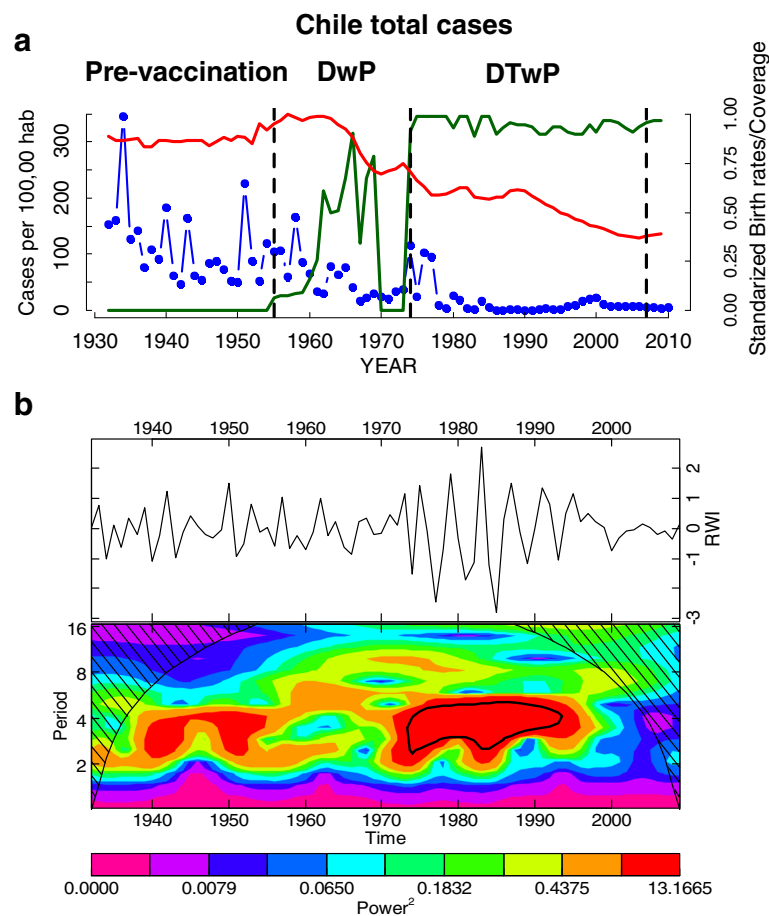 Chile total cases
a
Pre-vaccination DwP DTwP
Cases per 100,00 hab
0 100 200 300
0.00 0.25 0.50 0.75 1.00
Standarized Birth rates/Coverage
1930 1940 1950 1960 1970 1980 1990 2000 2010
YEAR
b
1940 1950 1960 1970 1980 1990 2000
2
1
0
-1
-3
RWI
16
8
4
2
Period
1940 1950 1960 1970 1980 1990 2000
Time
0.0000 0.0079 0.0650 0.1832 0.4375 13.1665
Power2